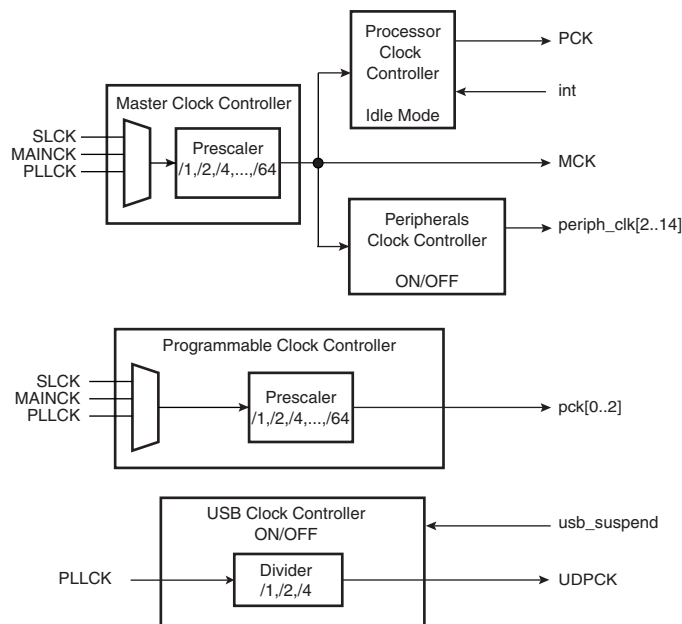 Processor
Clock
Controller
Idle Mode
PCK
int
Master Clock Controller
SLCK
MAINCK
PLLCK
Prescaler
/1,/2,/4,...,/64
MCK
Peripherals
Clock Controller
ON/OFF
periph_clk[2..14]
Programmable Clock Controller
SLCK
MAINCK
PLLCK
Prescaler
/1,/2,/4,...,/64
pck[0..2]
USB Clock Controller
ON/OFF
usb_suspend
PLLCK
Divider
/1,/2,/4
UDPCK